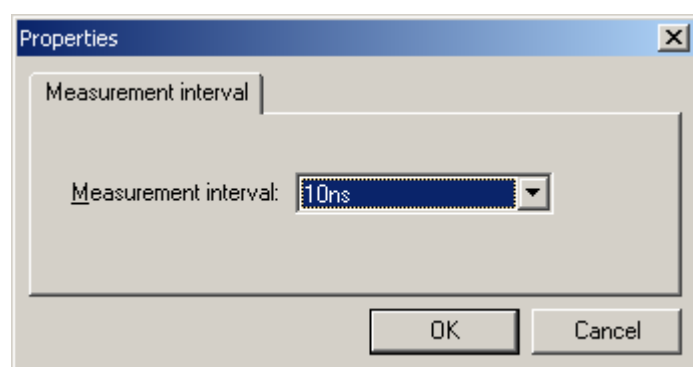 Properties
Measurement interval
Measurement interval: 10ns
OK Cancel